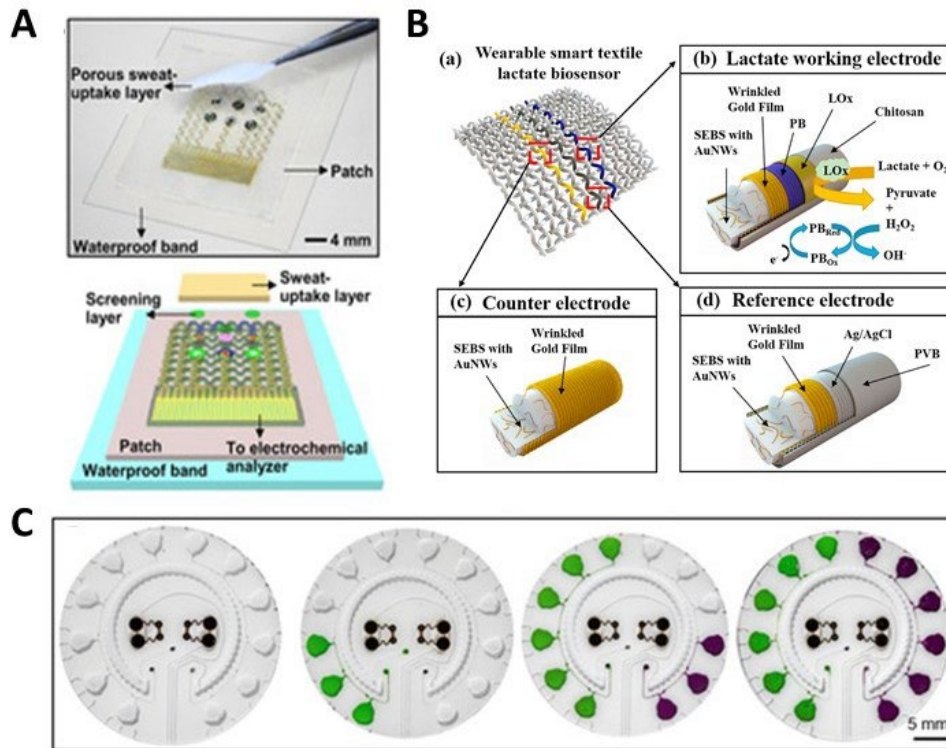 A
Porous sweat-
uptake layer
Patch
Waterproof band
4 mm
Sweat-
uptake layer
Screening
layer
Patch
To electrochemical
analyzer
Waterproof band
B
(a)
Wearable smart textile
lactate biosensor
(b) Lactate working electrode
Wrinkled
Gold Film
PB
LOx
Chitosan
SEBS with
AuNWs
LOx
Lactate + O2
Pyruvate
+
H2O2
PBRed
e-
PBOx
OH-
(c) Counter electrode
SEBS with
AuNWs
Wrinkled
Gold Film
(d) Reference electrode
Wrinkled
Gold Film
Ag/AgCl
SEBS with
AuNWs
PVB
C
5 mm